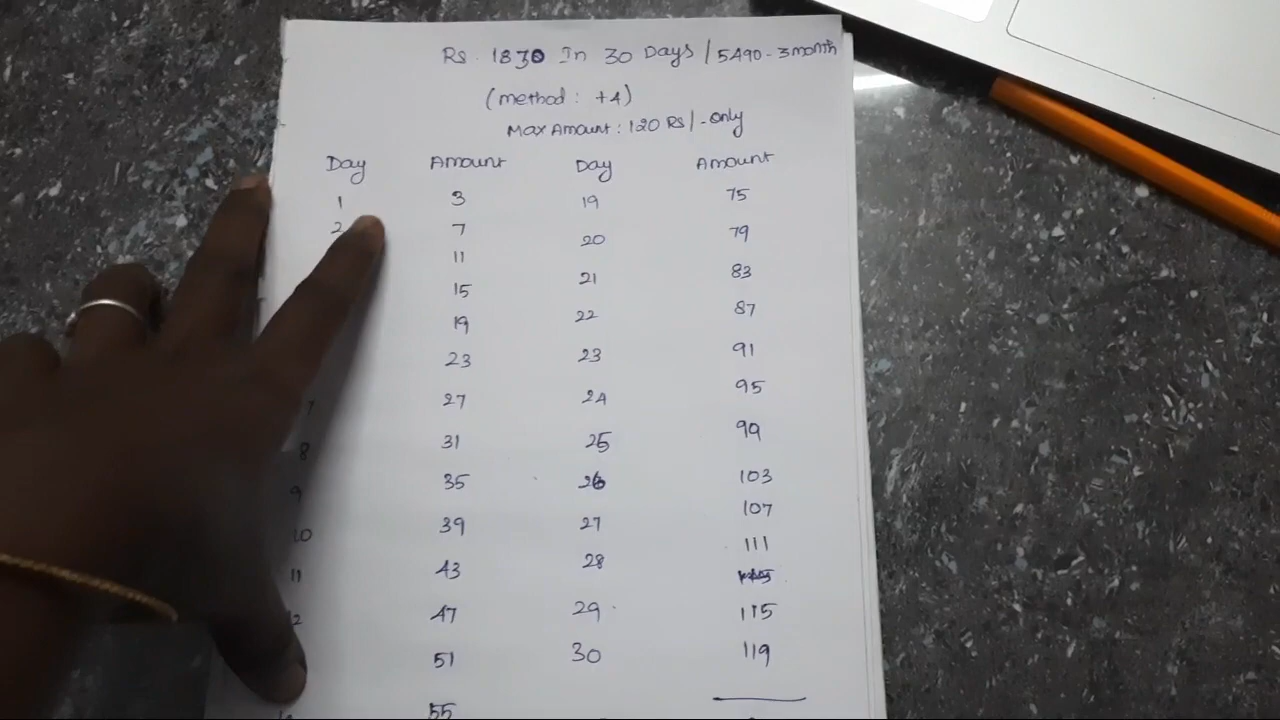 Rs. 1830 In 30 Days / 5490 - 3 month
(method : +4)
Max Amount : 120 Rs/- only
Day Amount Day Amount
1 3 19 75
2 7 20 79
11 21 83
15 22 87
19 23 91
23 24 95
7 27 25 99
8 31 26 103
9 35 27 107
10 39 28 111
11 43 29 115
12 47 30 119
51
55